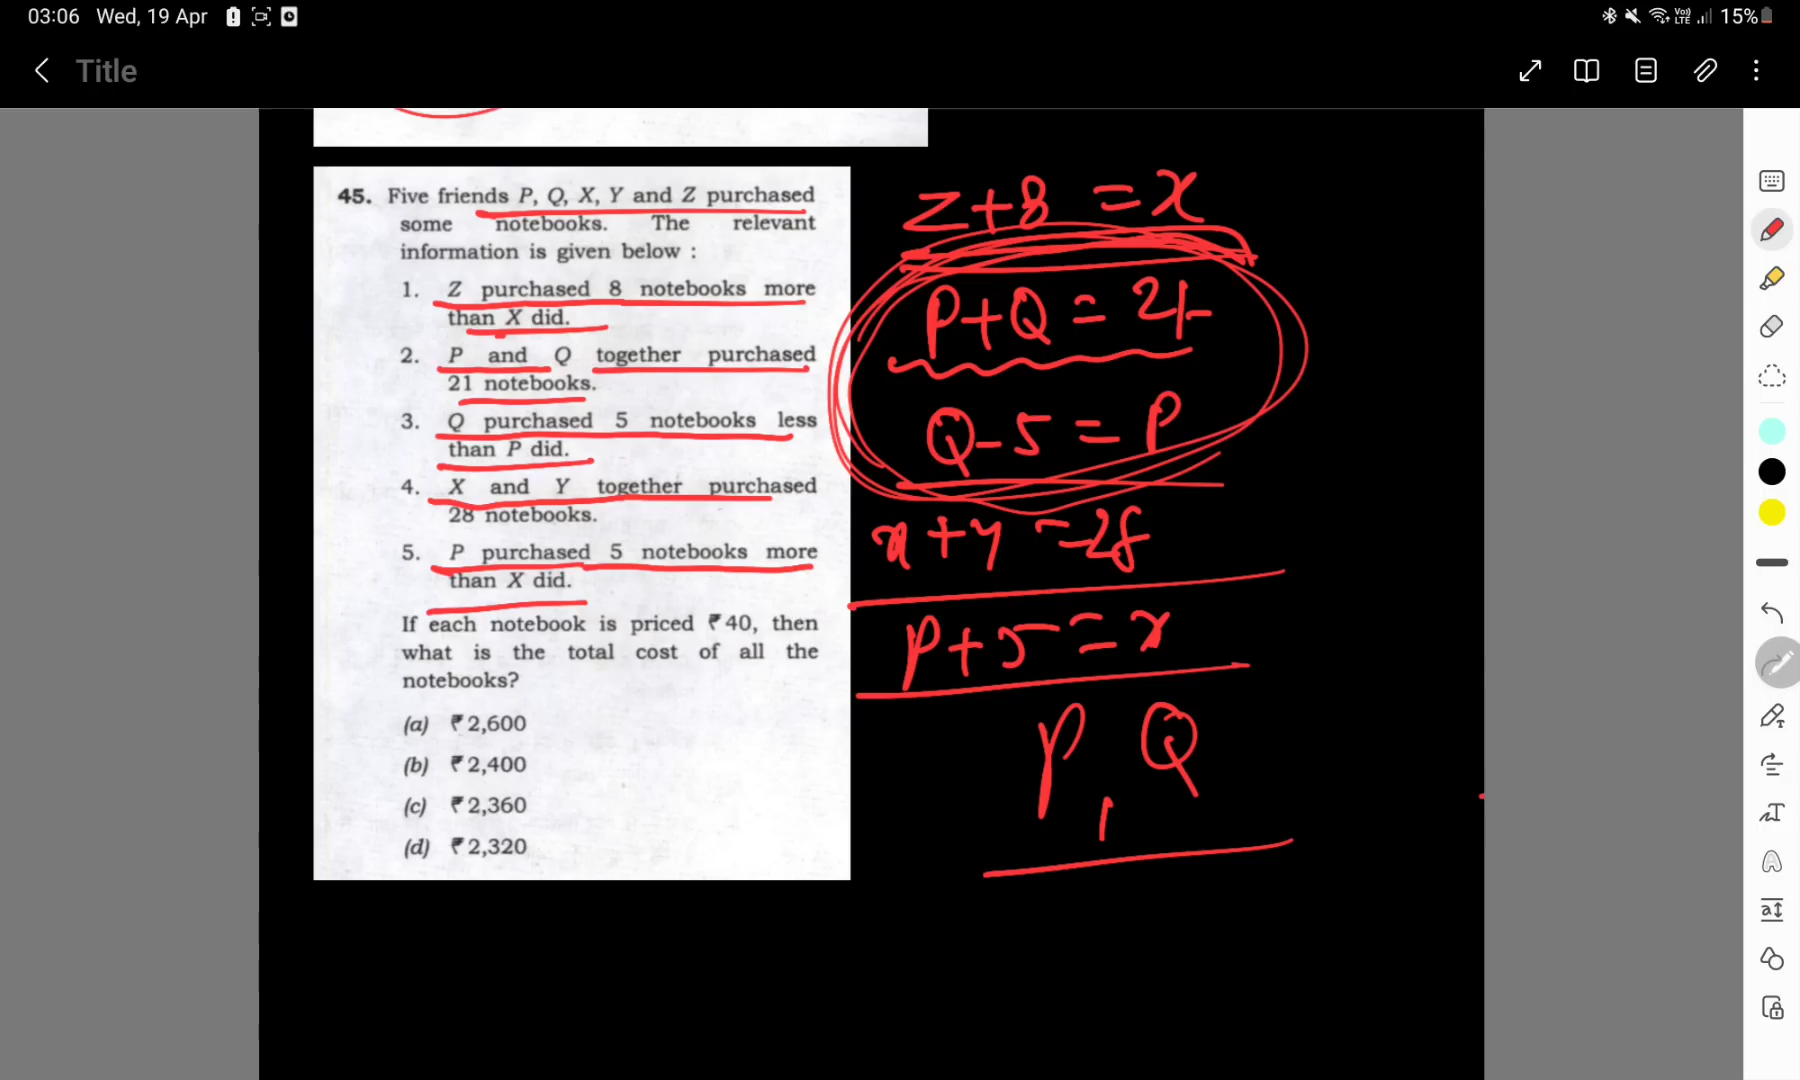 03:06 Wed, 19 Apr
Vo)) LTE 15%
Title
45. Five friends P, Q, X, Y and Z purchased
some notebooks. The relevant
information is given below :
1. Z purchased 8 notebooks more
than X did.
2. P and Q together purchased
21 notebooks.
3. Q purchased 5 notebooks less
than P did.
4. X and Y together purchased
28 notebooks.
5. P purchased 5 notebooks more
than X did.
If each notebook is priced ₹ 40, then
what is the total cost of all the
notebooks?
(a) ₹ 2,600
(b) ₹ 2,400
(c) ₹ 2,360
(d) ₹ 2,320
Z+8 = x
P+Q = 21
Q-5 = P
x+y = 28
P+5 = x
P, Q